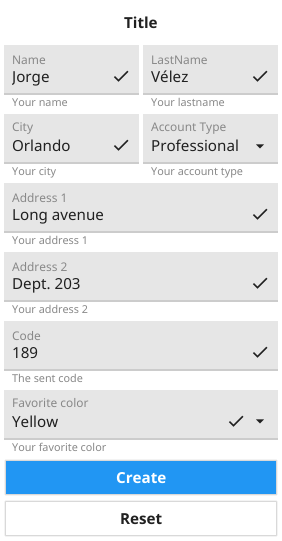 Title
Name LastName
Jorge Vélez
Your name Your lastname
City Account Type
Orlando Professional
Your city Your account type
Address 1
Long avenue
Your address 1
Address 2
Dept. 203
Your address 2
Code
189
The sent code
Favorite color
Yellow
Your favorite color
Create
Reset